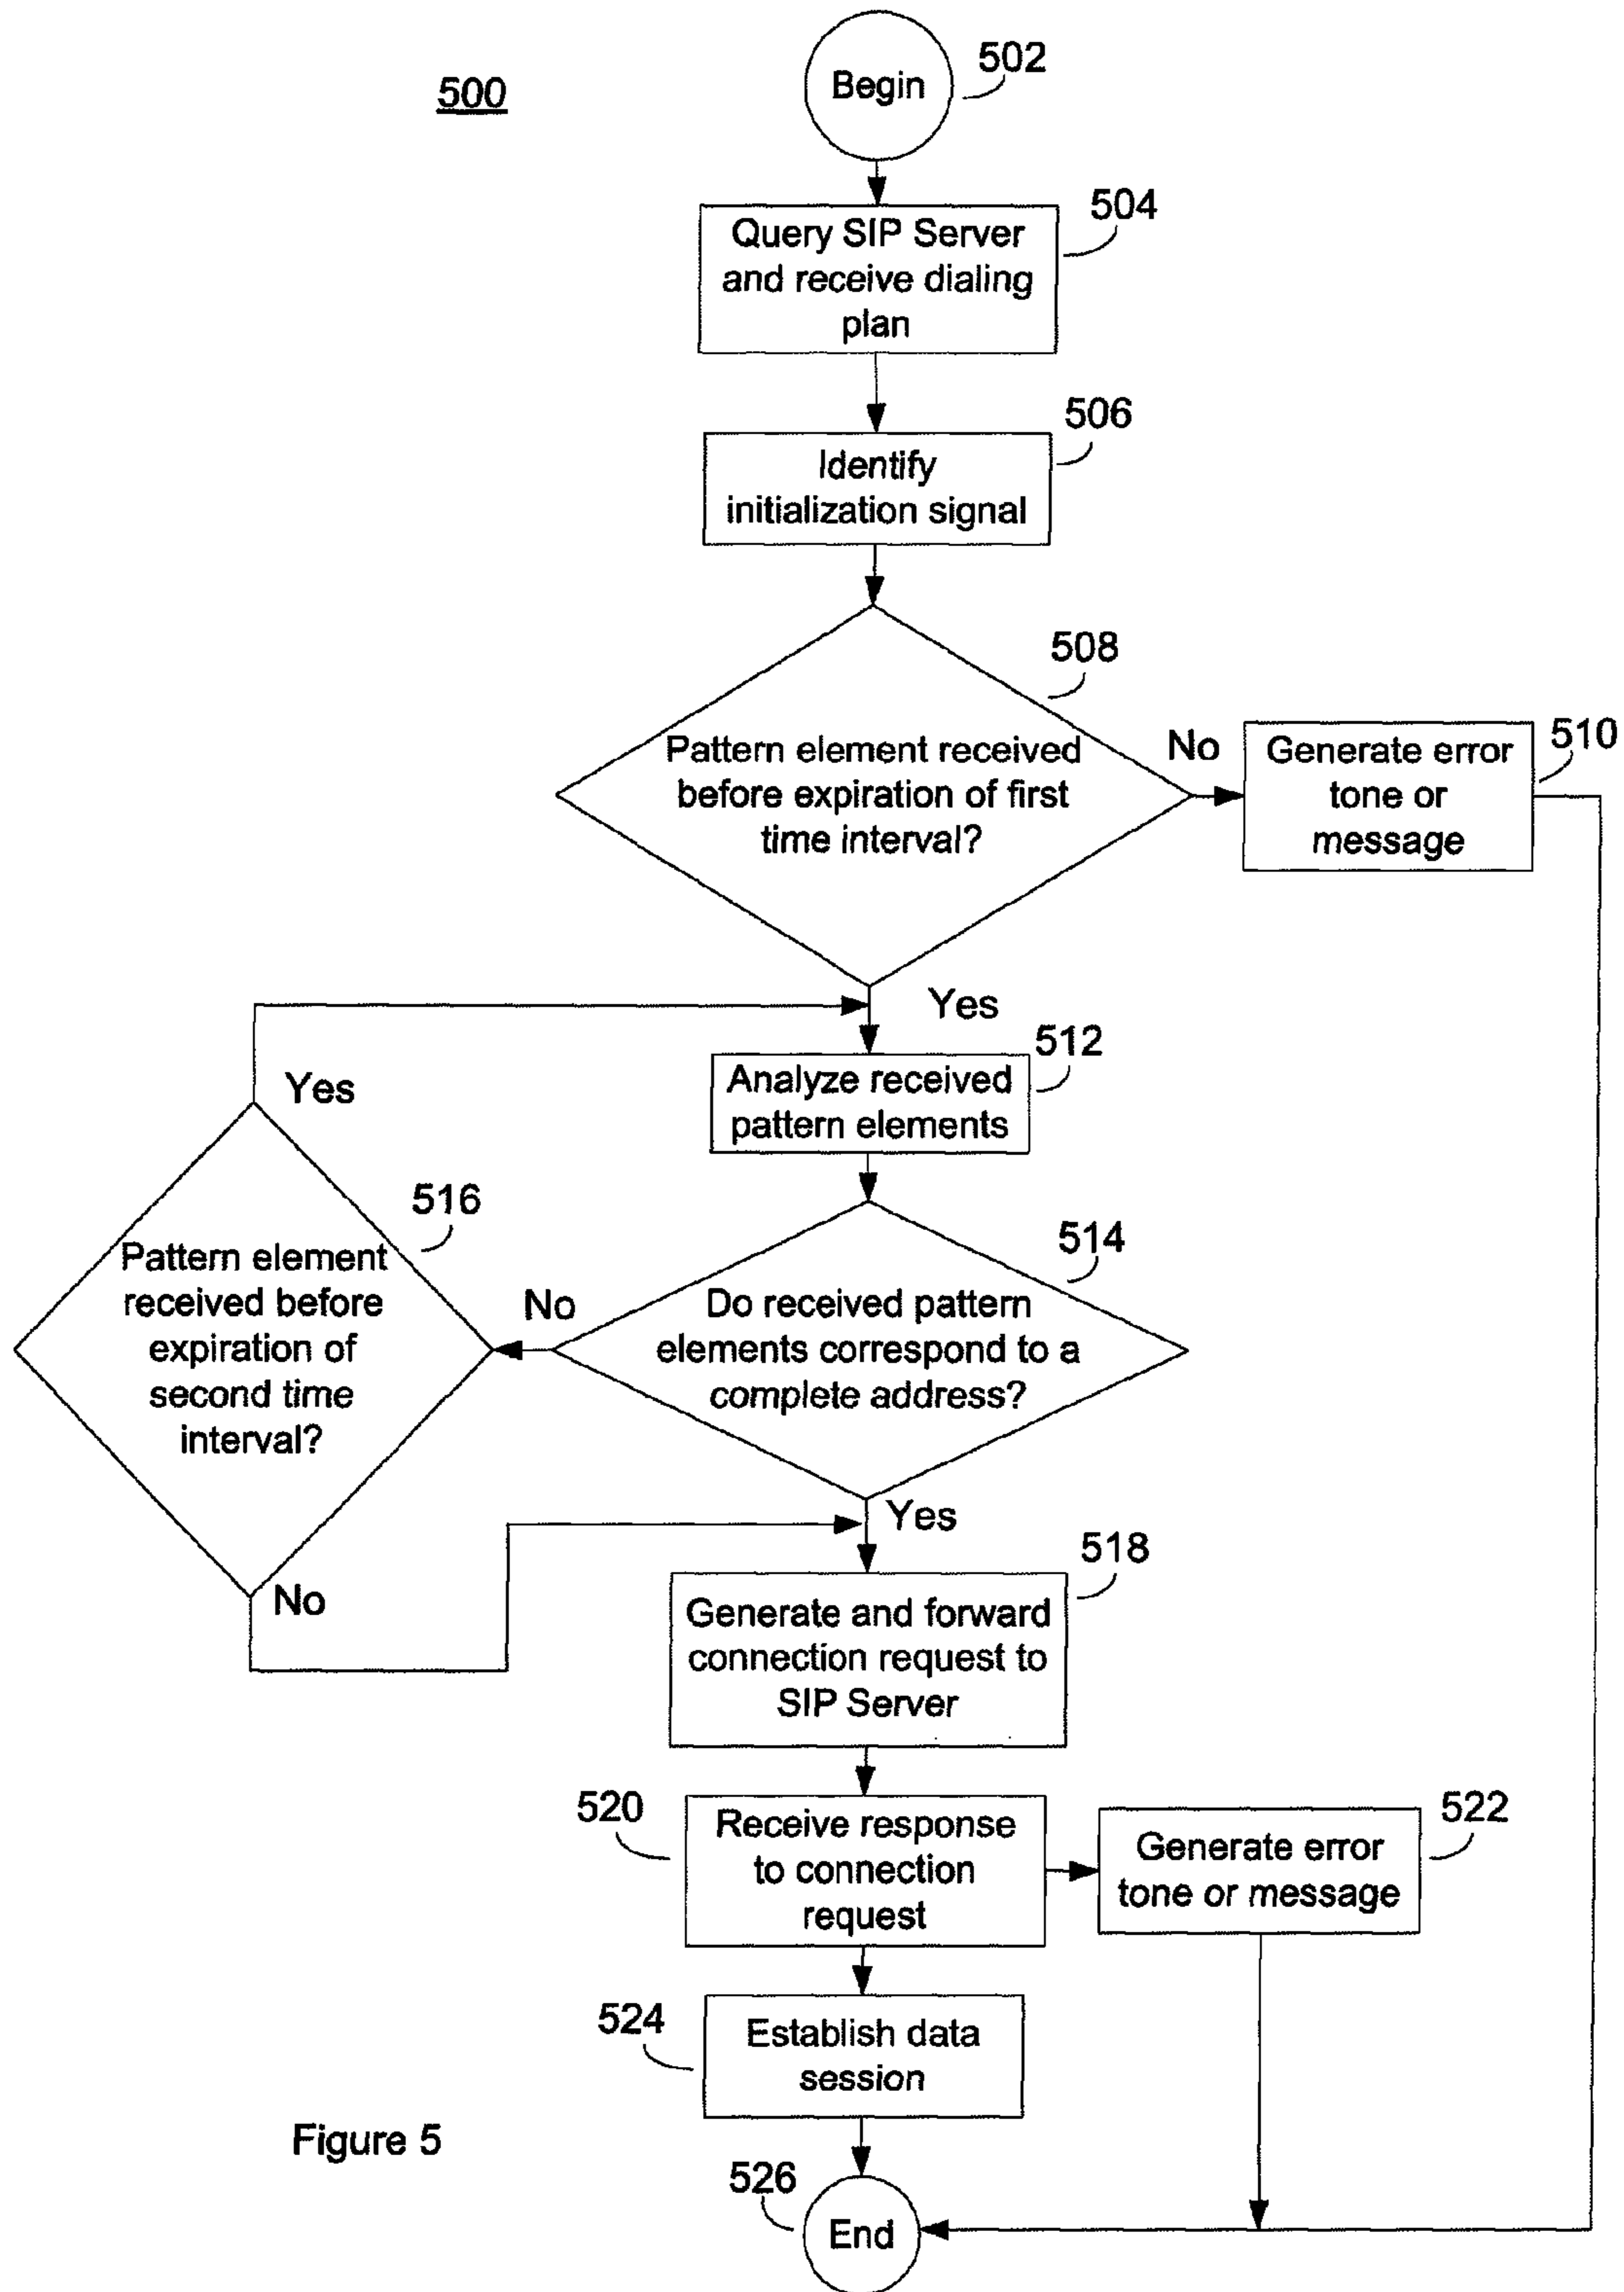 500
Begin
502
Query SIP Server
and receive dialing
plan
504
Identify
initialization signal
506
Pattern element received
before expiration of first
time interval?
508
No
Generate error
tone or
message
510
Yes
Analyze received
pattern elements
512
Yes
Pattern element
received before
expiration of
second time
interval?
516
No
Do received pattern
elements correspond to a
complete address?
514
Yes
No
Generate and forward
connection request to
SIP Server
518
520
Receive response
to connection
request
Generate error
tone or message
522
524
Establish data
session
Figure 5
526
End